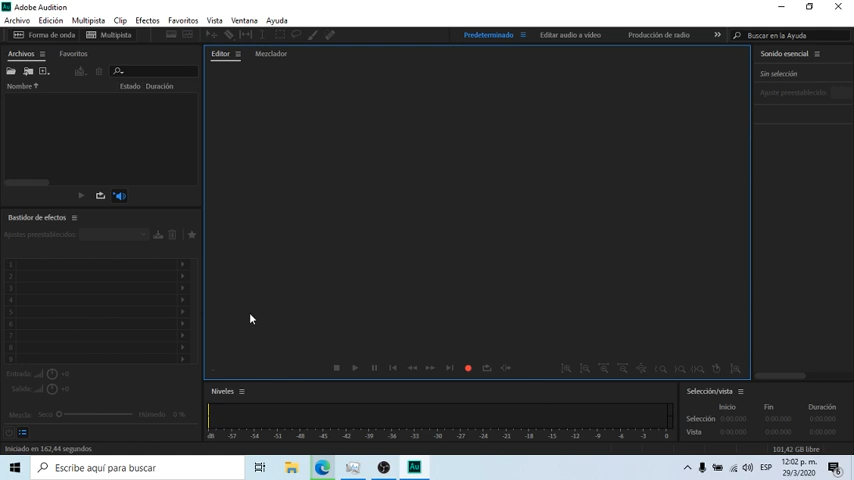 Adobe Audition
Archivo Edición Multipista Clip Efectos Favoritos Vista Ventana Ayuda
Forma de onda Multipista Predeterminado Editar audio a vídeo Producción de radio Buscar en la Ayuda
Archivos Favoritos Editor Mezclador Sonido esencial
Sin selección
Nombre Estado Duración
Ajuste preestablecido:
Bastidor de efectos
Ajustes preestablecidos:
1
2
3
4
5
6
7
8
9
Entrada: +0
Salida: +0
Mezcla: Seco Húmedo 0 %
Niveles
dB -57 -54 -51 -48 -45 -42 -39 -36 -33 -30 -27 -24 -21 -18 -15 -12 -9 -6 -3 0
Selección/vista
Inicio Fin Duración
Selección 0:00.000 0:00.000 0:00.000
Vista 0:00.000 0:00.000 0:00.000
Iniciado en 162,44 segundos
101,42 GB libre
Escribe aquí para buscar
Au
ESP
12:02 p. m.
29/3/2020
6